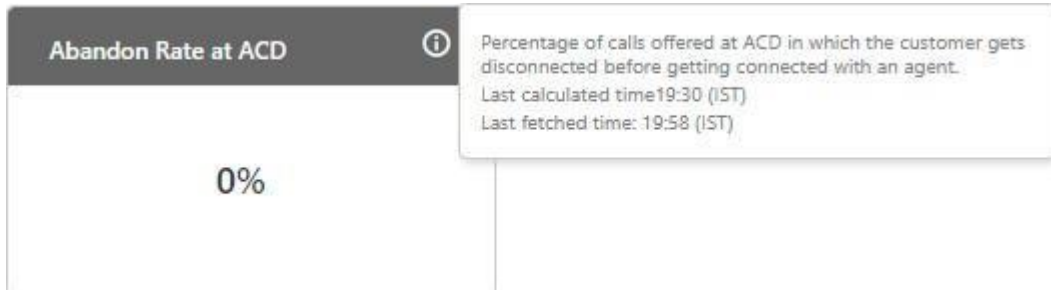 Abandon Rate at ACD
Percentage of calls offered at ACD in which the customer gets
disconnected before getting connected with an agent.
Last calculated time19:30 (IST)
Last fetched time: 19:58 (IST)
0%